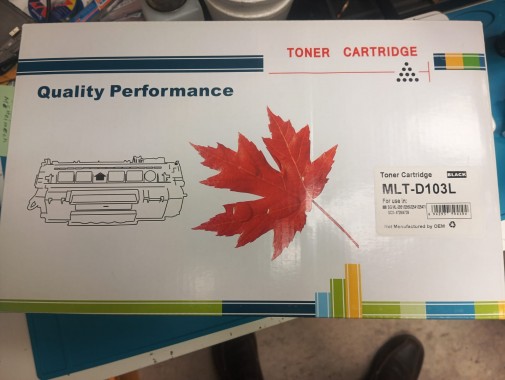 TONER CARTRIDGE
Quality Performance
Toner Cartridge BLACK
MLT-D103L
For use in:
Not Manufactured by OEM